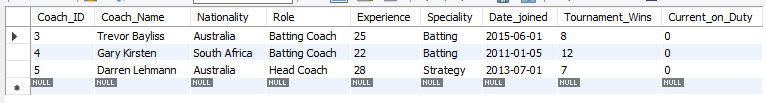 Coach_ID Coach_Name Nationality Role Experience Speciality Date_joined Tournament_Wins Current_on_Duty
3 Trevor Bayliss Australia Batting Coach 25 Batting 2015-06-01 8 0
4 Gary Kirsten South Africa Batting Coach 22 Batting 2011-01-05 12 0
5 Darren Lehmann Australia Head Coach 28 Strategy 2013-07-01 7 0
NULL NULL NULL NULL NULL NULL NULL NULL NULL